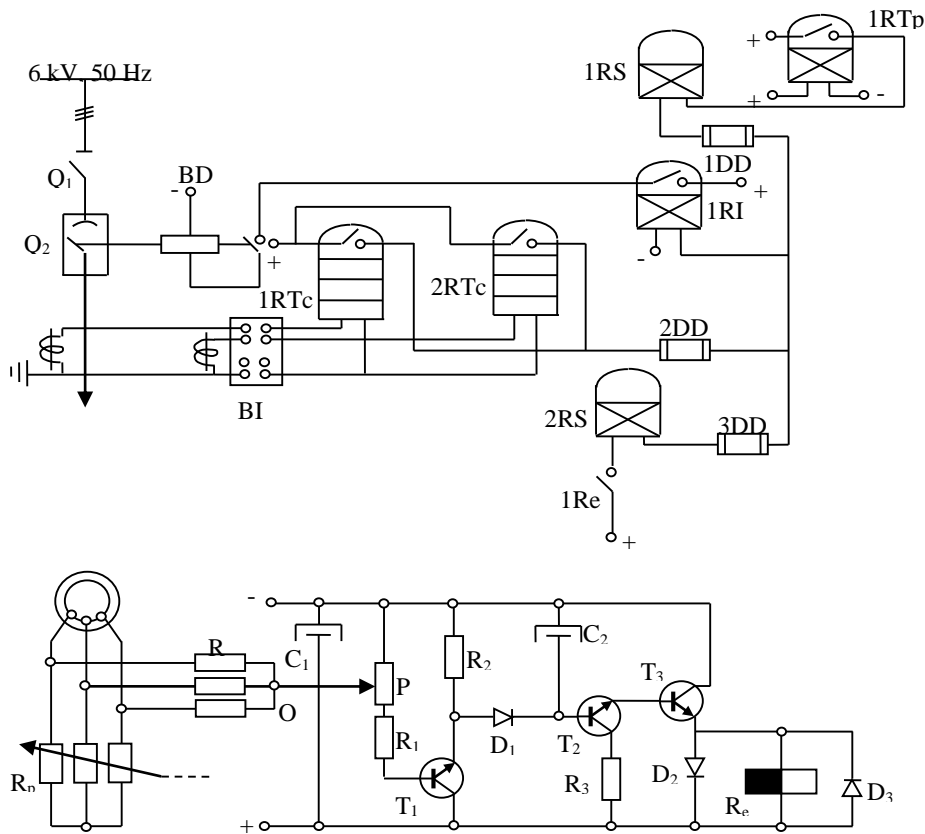 1RTp
1RS
6 kV. 50 Hz
+
+
-
1DD
Q1
- BD
+
1RI
Q2
+
-
1RTc
2RTc
2DD
BI
2RS
3DD
1Re
+
-
R
C1
P
R2
C2
T3
O
R1
D1
T2
Rp
T1
R3
D2
Re
D3
+